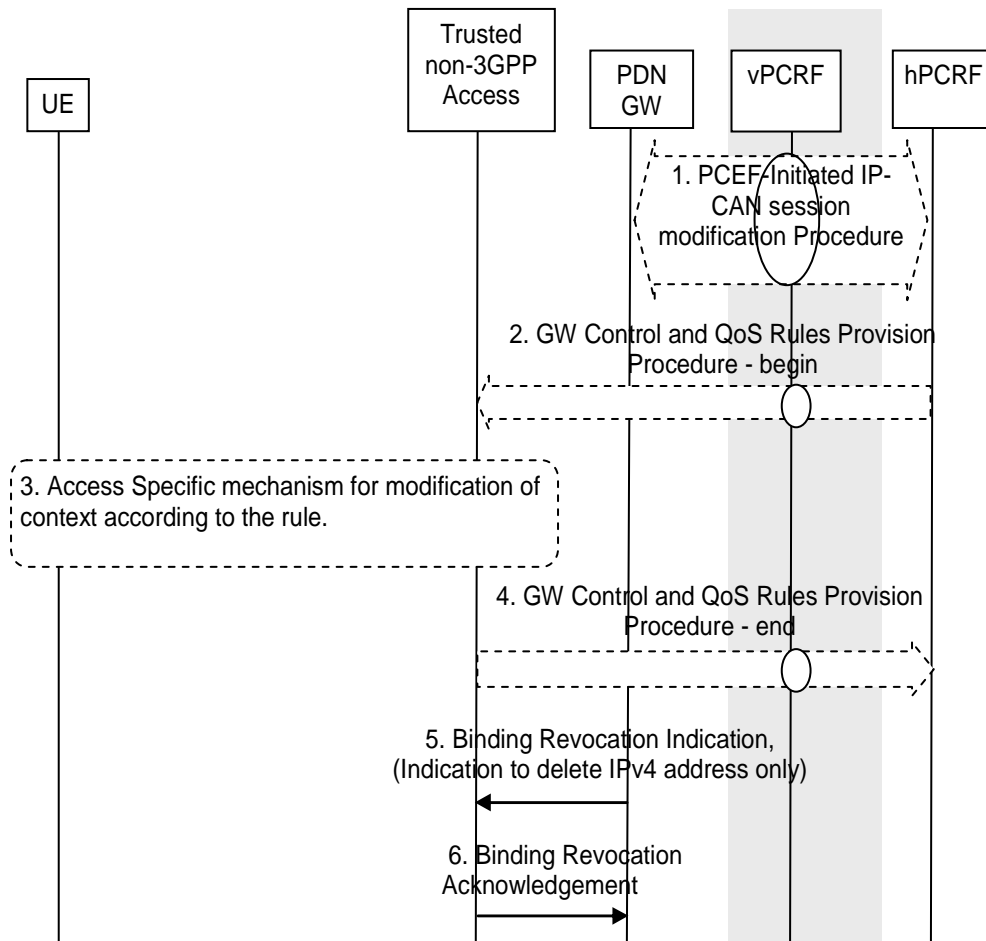 Trusted
non-3GPP
Access
UE
PDN
GW
vPCRF
hPCRF
1. PCEF-Initiated IP-
CAN session
modification Procedure
2. GW Control and QoS Rules Provision
Procedure - begin
3. Access Specific mechanism for modification of
context according to the rule.
4. GW Control and QoS Rules Provision
Procedure - end
5. Binding Revocation Indication,
(Indication to delete IPv4 address only)
6. Binding Revocation
Acknowledgement